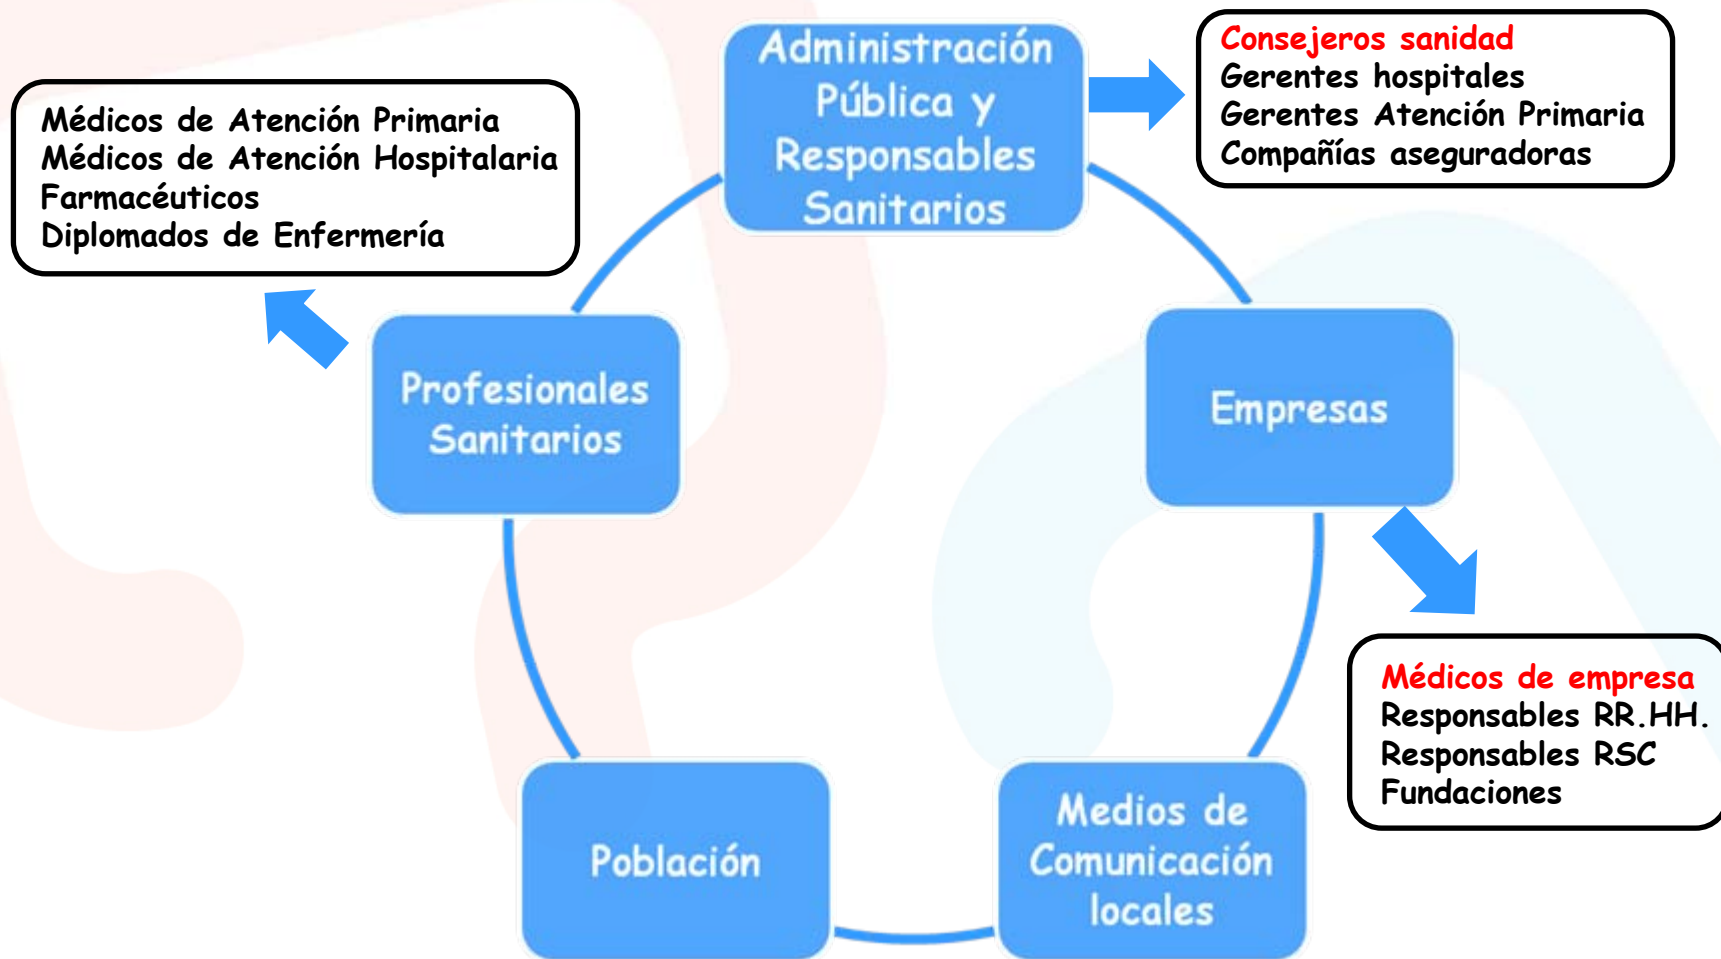 Administración
Pública y
Responsables
Sanitarios
Consejeros sanidad
Gerentes hospitales
Gerentes Atención Primaria
Compañías aseguradoras
Médicos de Atención Primaria
Médicos de Atención Hospitalaria
Farmacéuticos
Diplomados de Enfermería
Profesionales
Sanitarios
Empresas
Médicos de empresa
Responsables RR.HH.
Responsables RSC
Fundaciones
Población
Medios de
Comunicación
locales